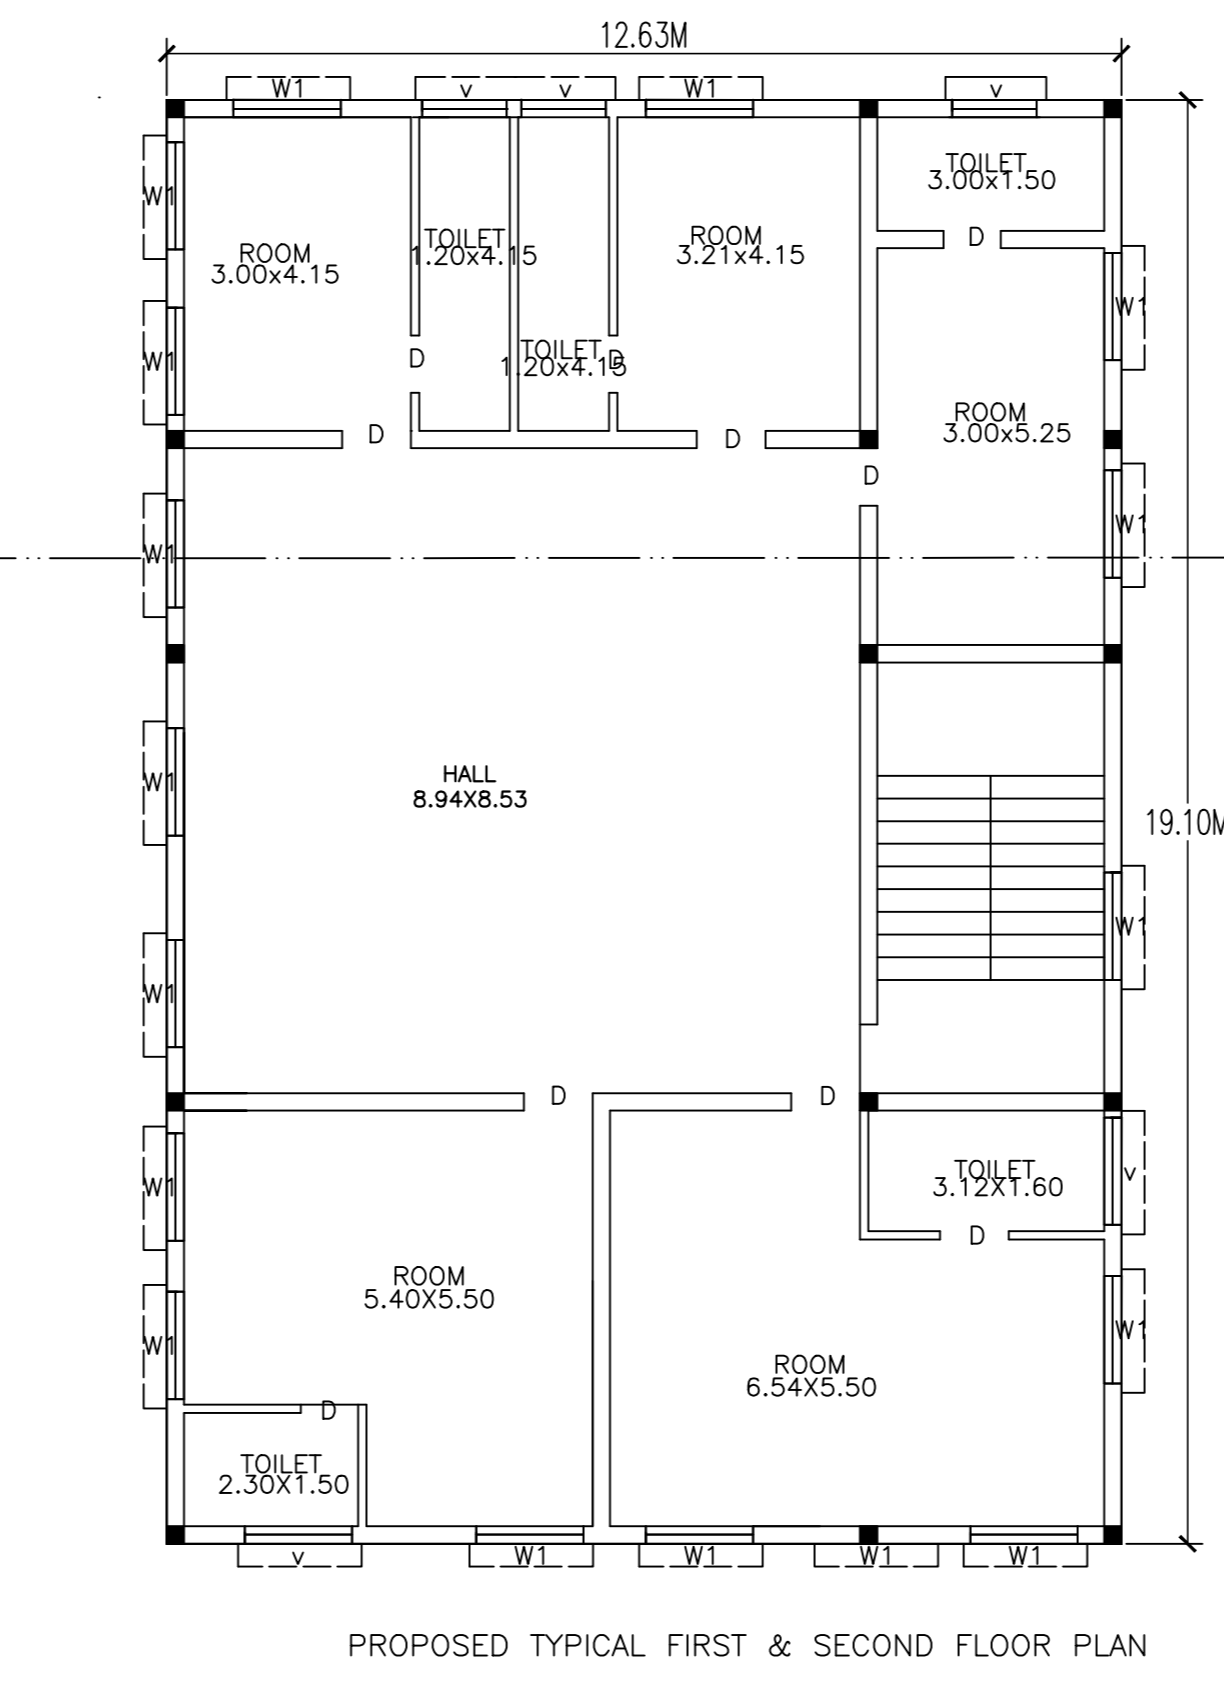 12.63M
W1
v
v
W1
v
W1
TOILET
3.00x1.50
ROOM
3.00x4.15
TOILET
1.20x4.15
ROOM
3.21x4.15
D
W1
W1
D
TOILET
1.20x4.15
D
ROOM
3.00x5.25
D
D
D
W1
W1
HALL
8.94X8.53
W1
19.10M
W1
W1
D
D
W1
TOILET
3.12X1.60
v
D
ROOM
5.40X5.50
W1
W1
ROOM
6.54X5.50
D
TOILET
2.30X1.50
v
W1
W1
W1
W1
PROPOSED TYPICAL FIRST & SECOND FLOOR PLAN